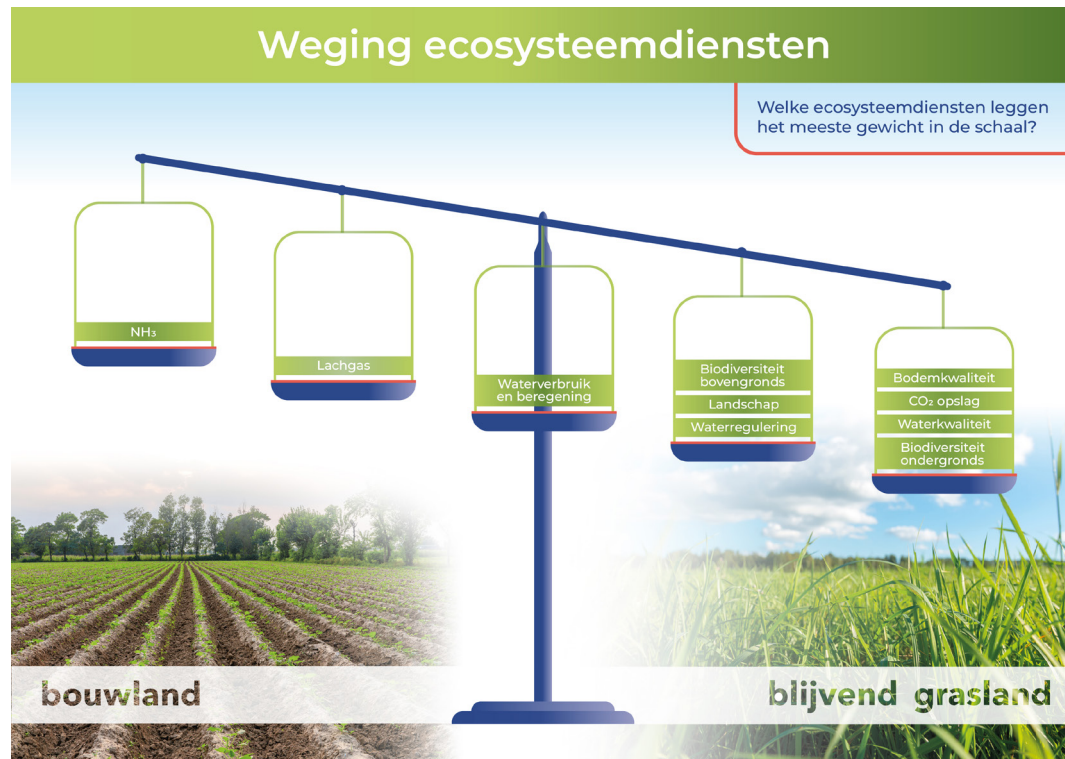 Weging ecosysteemdiensten
Welke ecosysteemdiensten leggen
het meeste gewicht in de schaal?
NH₃
Lachgas
Waterverbruik
en beregening
Biodiversiteit
bovengronds
Landschap
Waterregulering
Bodemkwaliteit
CO₂ opslag
Waterkwaliteit
Biodiversiteit
ondergronds
bouwland
blijvend grasland